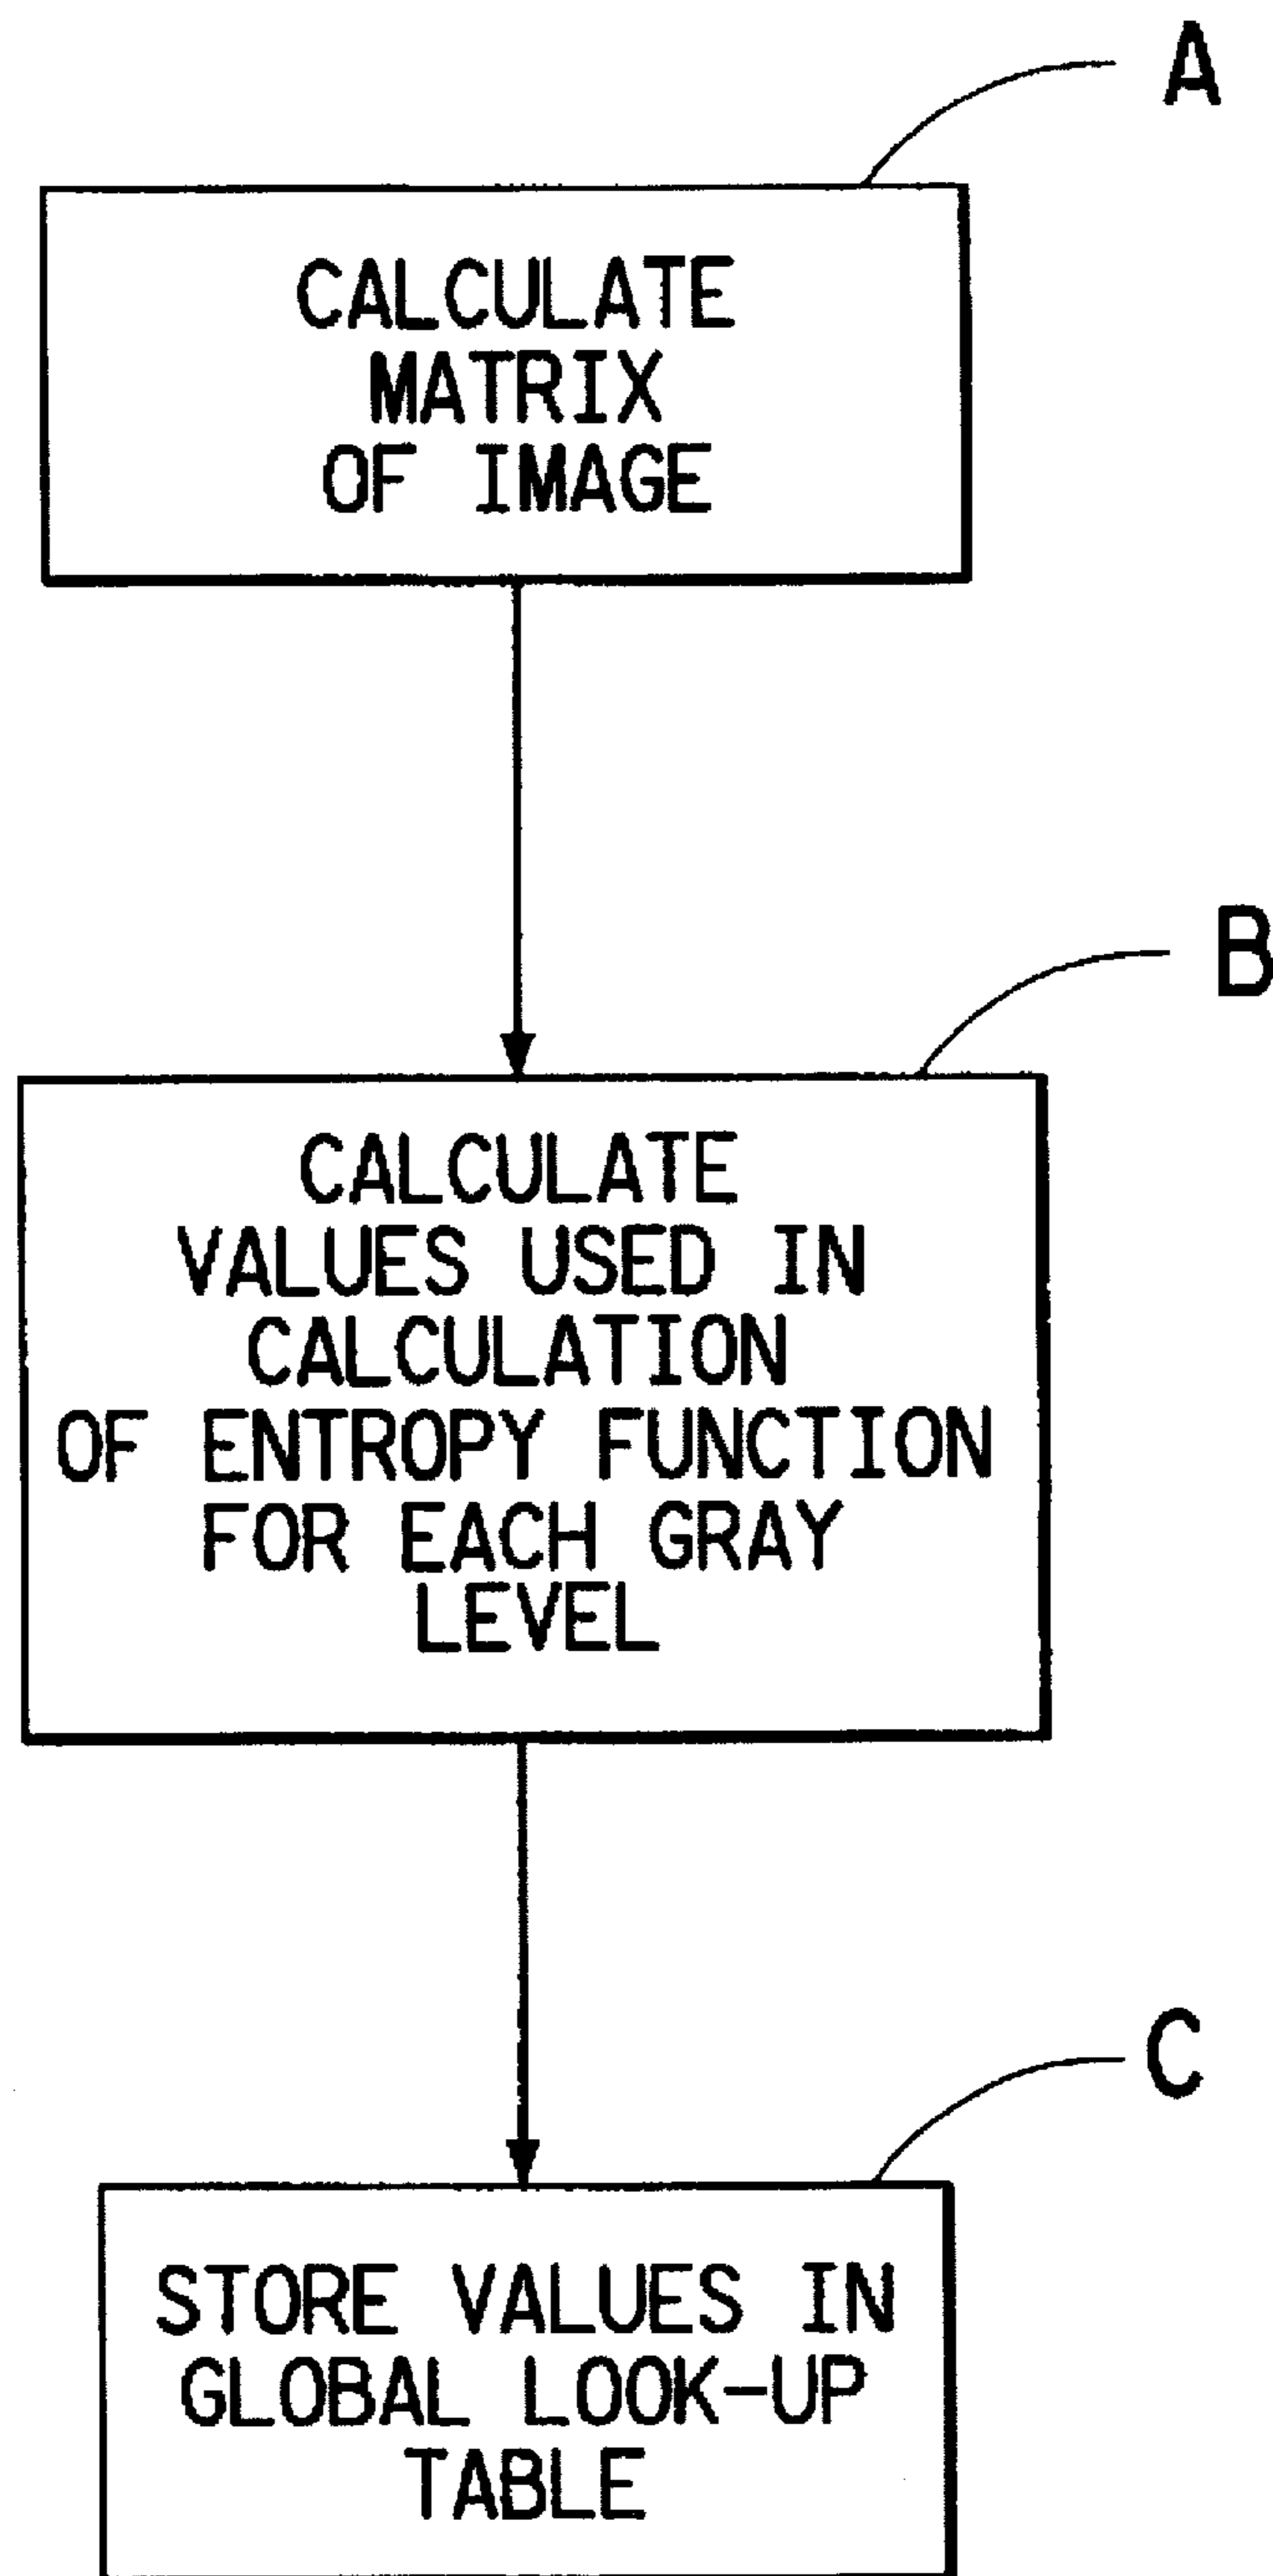 A
CALCULATE
MATRIX
OF IMAGE
B
CALCULATE
VALUES USED IN
CALCULATION
OF ENTROPY FUNCTION
FOR EACH GRAY
LEVEL
C
STORE VALUES IN
GLOBAL LOOK-UP
TABLE